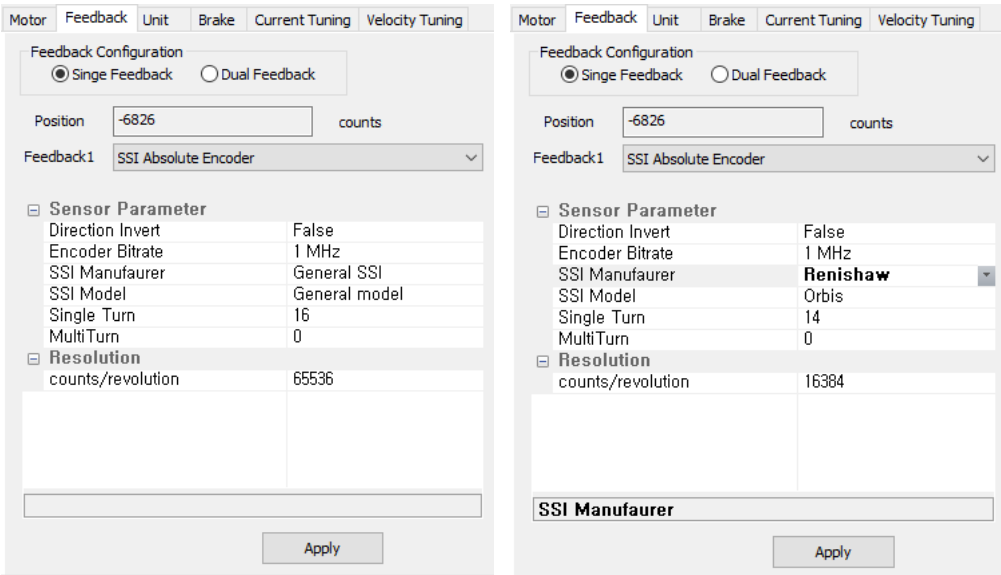 Motor Feedback Unit Brake Current Tuning Velocity Tuning
Feedback Configuration
Singe Feedback Dual Feedback
Position -6826 counts
Feedback1 SSI Absolute Encoder
Sensor Parameter
Direction Invert False
Encoder Bitrate 1 MHz
SSI Manufaurer General SSI
SSI Model General model
Single Turn 16
MultiTurn 0
Resolution
counts/revolution 65536
Apply
Motor Feedback Unit Brake Current Tuning Velocity Tuning
Feedback Configuration
Singe Feedback Dual Feedback
Position -6826 counts
Feedback1 SSI Absolute Encoder
Sensor Parameter
Direction Invert False
Encoder Bitrate 1 MHz
SSI Manufaurer Renishaw
SSI Model Orbis
Single Turn 14
MultiTurn 0
Resolution
counts/revolution 16384
SSI Manufaurer
Apply